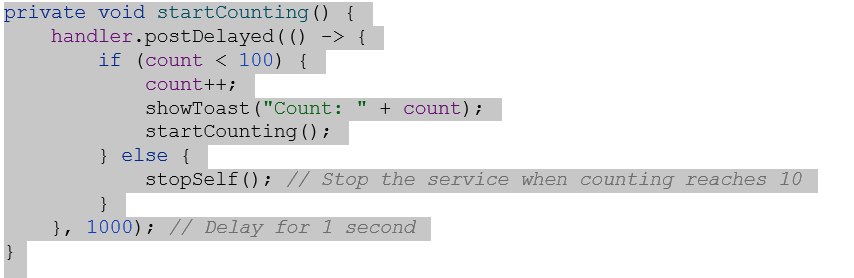 private void startCounting() {
    handler.postDelayed(() -> {
        if (count < 100) {
            count++;
            showToast("Count: " + count);
            startCounting();
        } else {
            stopSelf(); // Stop the service when counting reaches 10
        }
    }, 1000); // Delay for 1 second
}